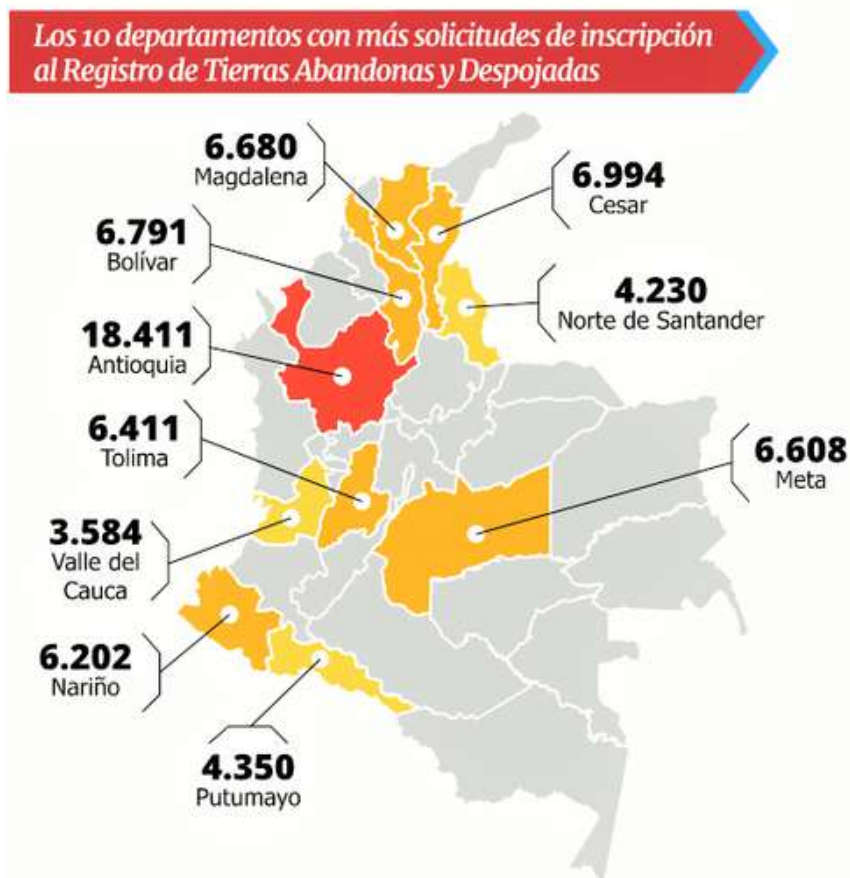 Los 10 departamentos con más solicitudes de inscripción
al Registro de Tierras Abandonas y Despojadas
6.680
Magdalena
6.994
Cesar
6.791
Bolívar
4.230
Norte de Santander
18.411
Antioquia
6.411
Tolima
6.608
Meta
3.584
Valle del
Cauca
6.202
Nariño
4.350
Putumayo